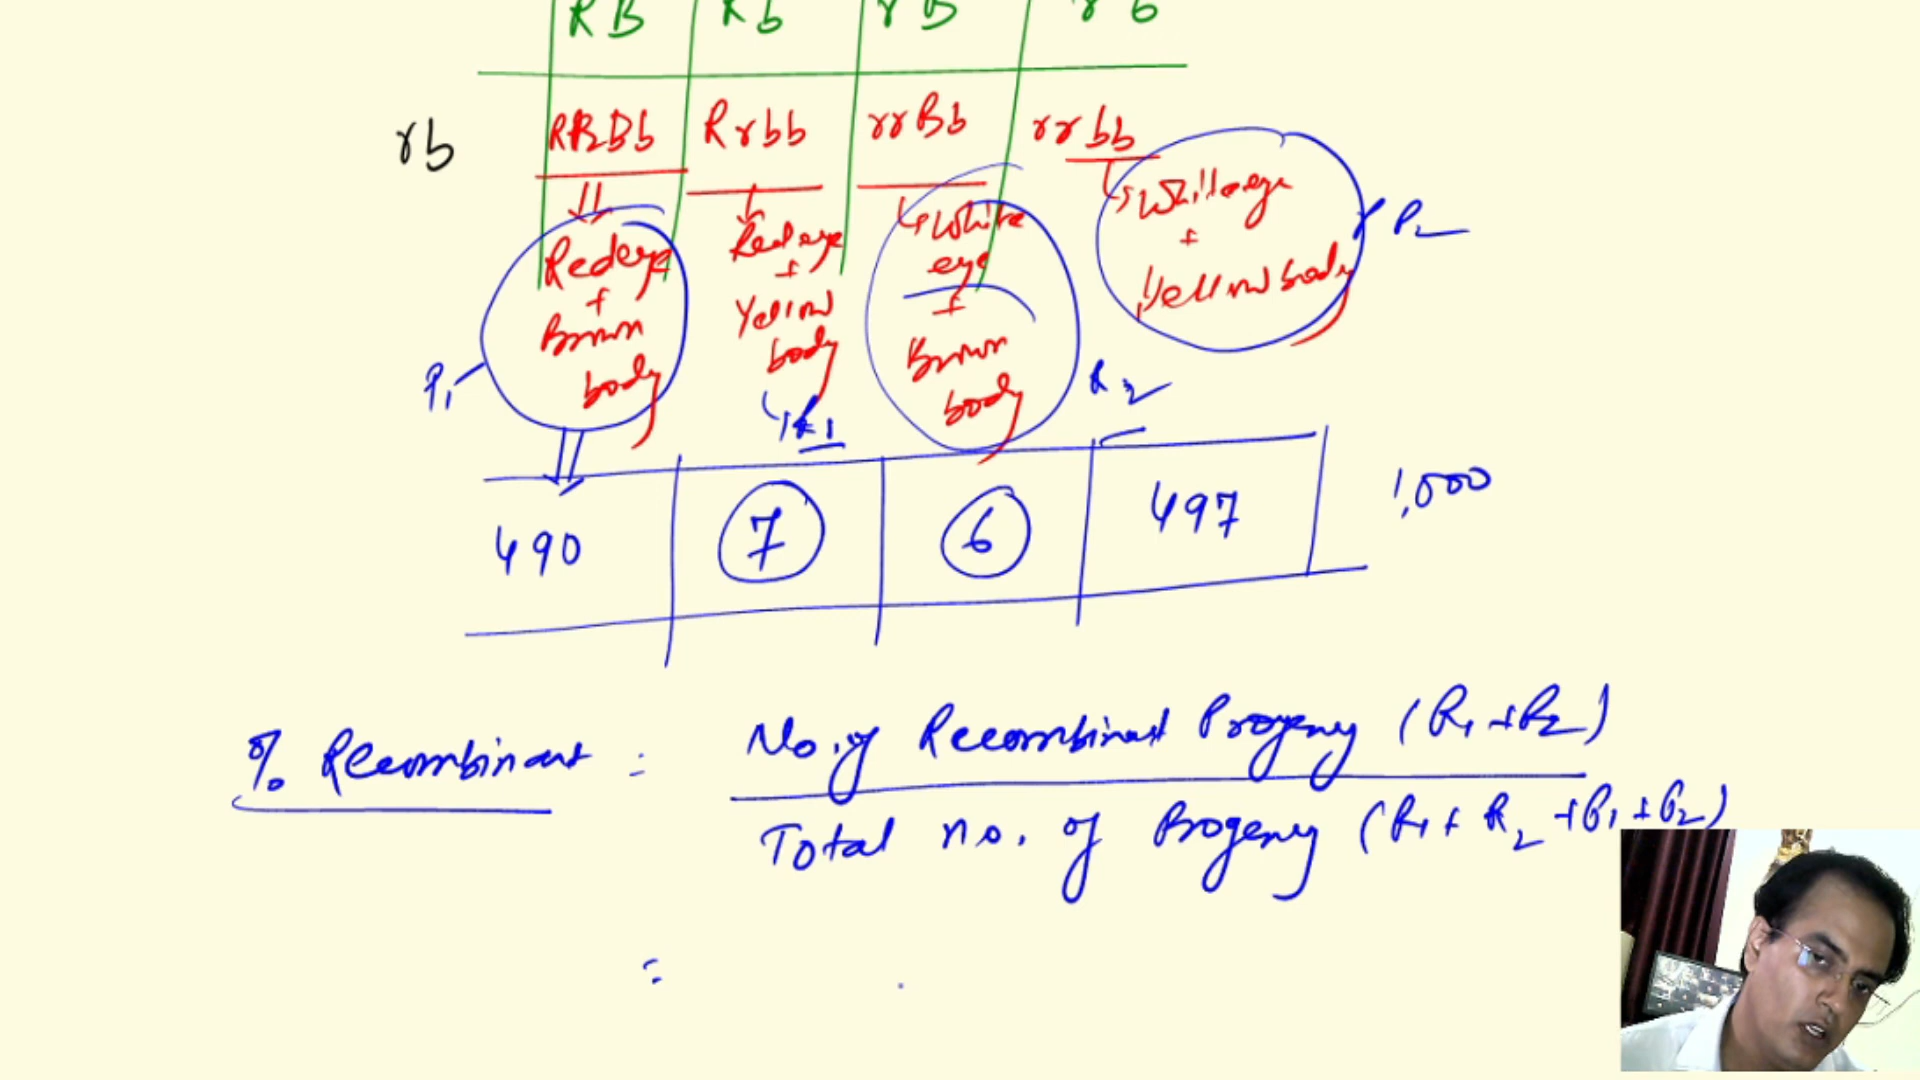 RB Rb rB rb
rb RRBb Rrbb rrBb rrbb
Red eye + Brown body
Red eye + Yellow body
White eye + Brown body
White eye + Yellow body
P1 R1 R2 P2
490 7 6 497 1,000
% Recombinant = No. of Recombinant Progeny (R1 + R2)
Total no. of Progeny (R1 + R2 + P1 + P2)
=